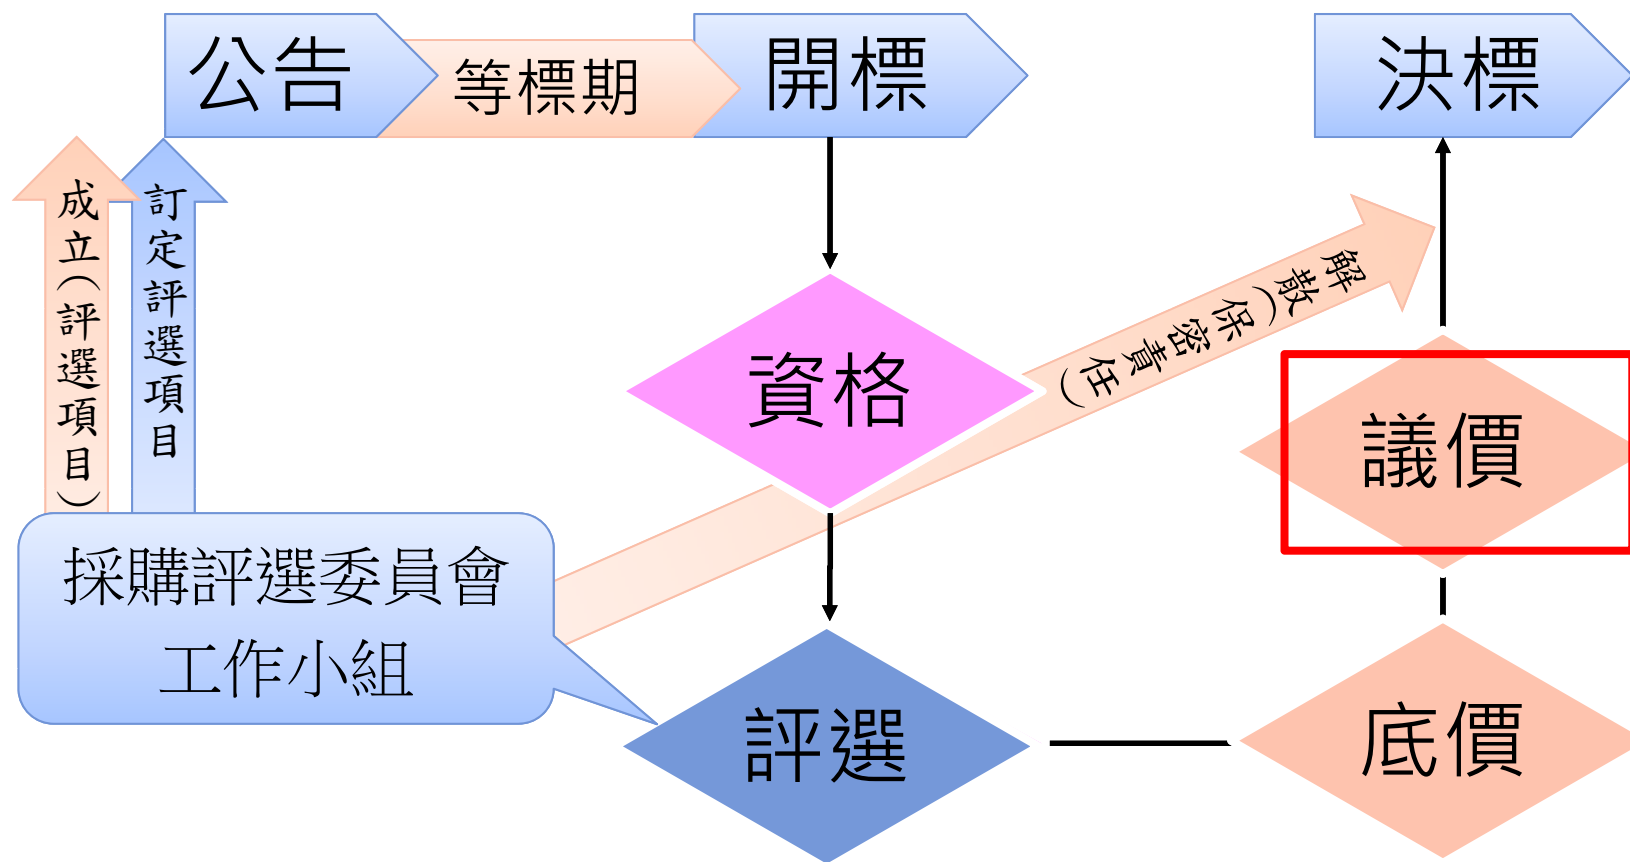 公告
等標期
開標
決標
成立(評選項目)
訂定評選項目
解散(保密責任)
資格
議價
採購評選委員會
工作小組
評選
底價